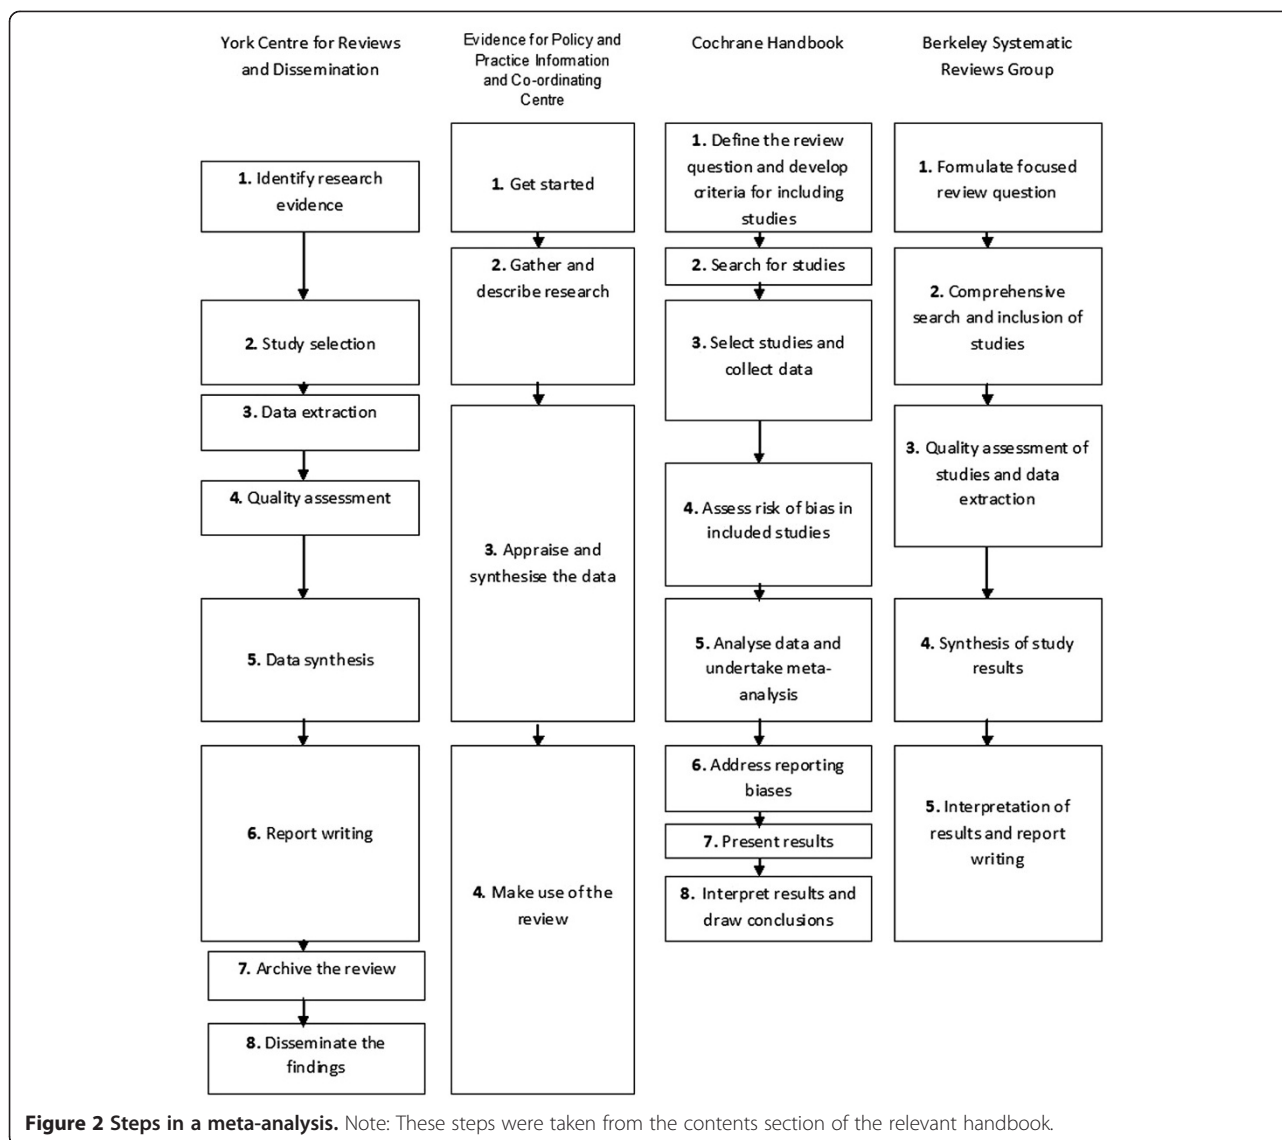 York Centre for Reviews
and Dissemination
1. Identify research
evidence
2. Study selection
3. Data extraction
4. Quality assessment
5. Data synthesis
6. Report writing
7. Archive the review
8. Disseminate the
findings
Evidence for Policy and
Practice Information
and Co-ordinating
Centre
1. Get started
2. Gather and
describe research
3. Appraise and
synthesise the data
4. Make use of the
review
Cochrane Handbook
1. Define the review
question and develop
criteria for including
studies
2. Search for studies
3. Select studies and
collect data
4. Assess risk of bias in
included studies
5. Analyse data and
undertake meta-
analysis
6. Address reporting
biases
7. Present results
8. Interpret results and
draw conclusions
Berkeley Systematic
Reviews Group
1. Formulate focused
review question
2. Comprehensive
search and inclusion of
studies
3. Quality assessment of
studies and data
extraction
4. Synthesis of study
results
5. Interpretation of
results and report
writing
Figure 2 Steps in a meta-analysis. Note: These steps were taken from the contents section of the relevant handbook.